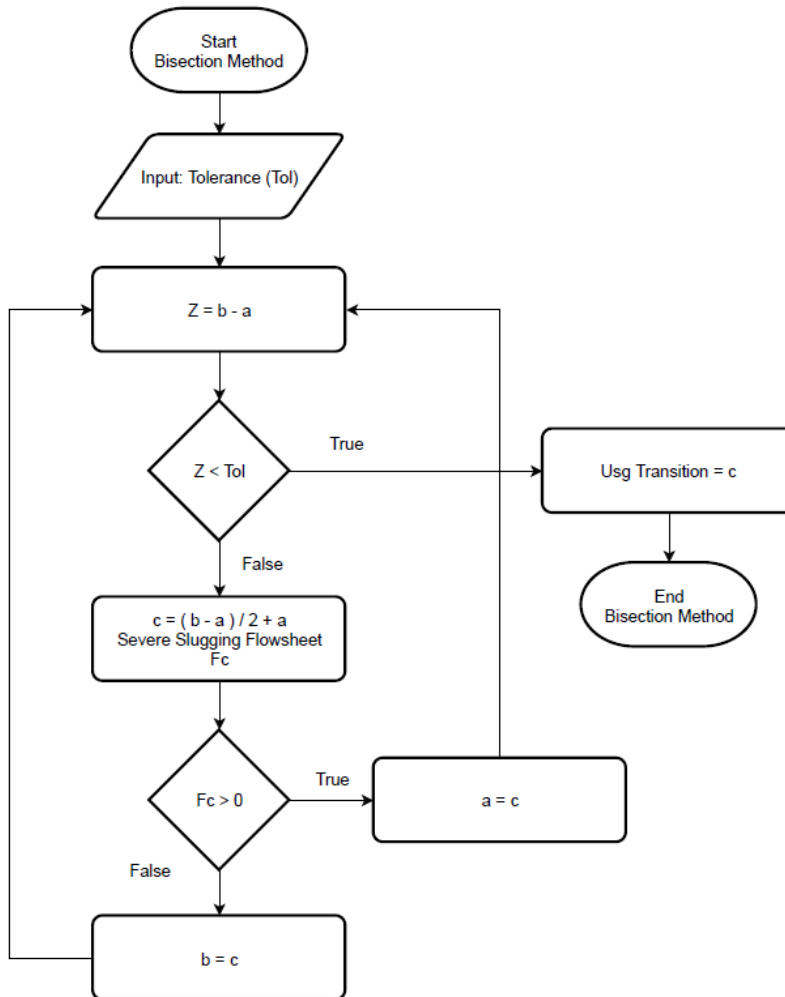 Start
Bisection Method
Input: Tolerance (Tol)
Z = b - a
Z < Tol
True
Usg Transition = c
False
End
Bisection Method
c = ( b - a ) / 2 + a
Severe Slugging Flowsheet
Fc
Fc > 0
True
a = c
False
b = c